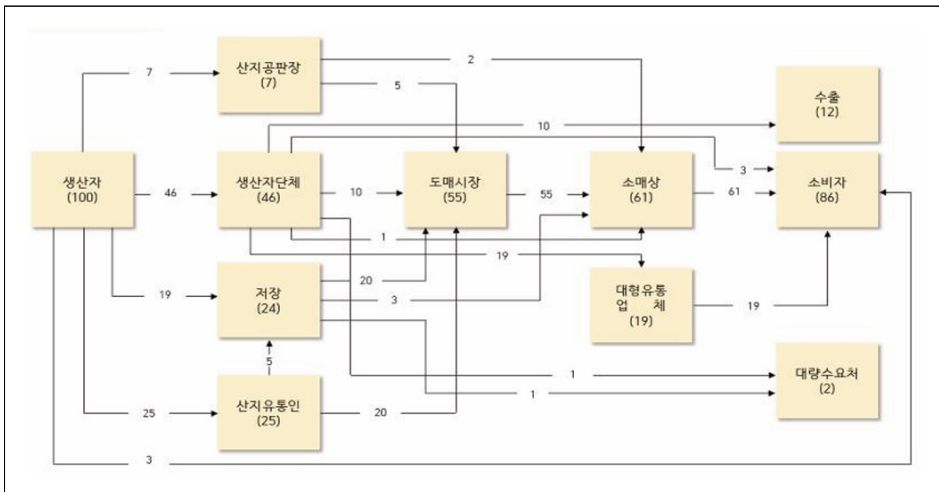 산지공판장
(7)
2
7
5
수출
(12)
10
생산자
(100)
46
생산자단체
(46)
10
도매시장
(55)
55
소매상
(61)
61
3
소비자
(86)
1
19
20
19
저장
(24)
3
대형유통
업 체
(19)
19
5
1
대량수요처
(2)
1
25
산지유통인
(25)
20
3